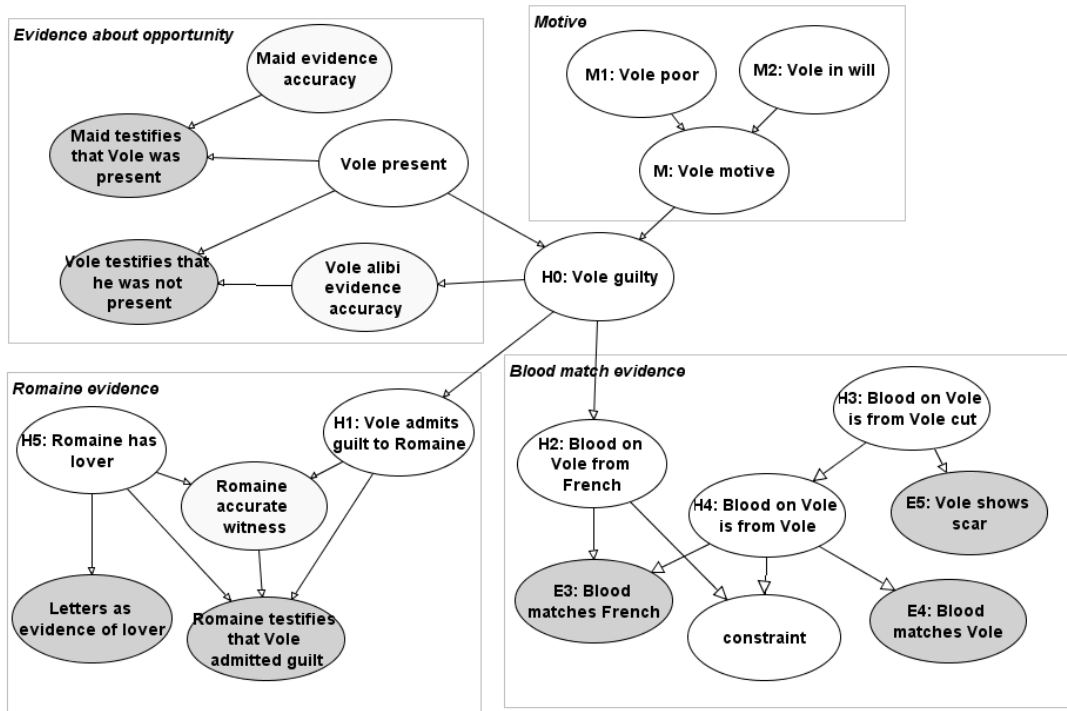 Evidence about opportunity
Maid evidence
accuracy
Maid testifies
that Vole was
present
Vole present
Vole testifies that
he was not
present
Vole alibi
evidence
accuracy
Motive
M1: Vole poor
M2: Vole in will
M: Vole motive
H0: Vole guilty
Romaine evidence
H5: Romaine has
lover
H1: Vole admits
guilt to Romaine
Romaine
accurate
witness
Letters as
evidence of lover
Romaine testifies
that Vole
admitted guilt
Blood match evidence
H3: Blood on Vole
is from Vole cut
H2: Blood on
Vole from
French
H4: Blood on Vole
is from Vole
E5: Vole shows
scar
E3: Blood
matches French
constraint
E4: Blood
matches Vole